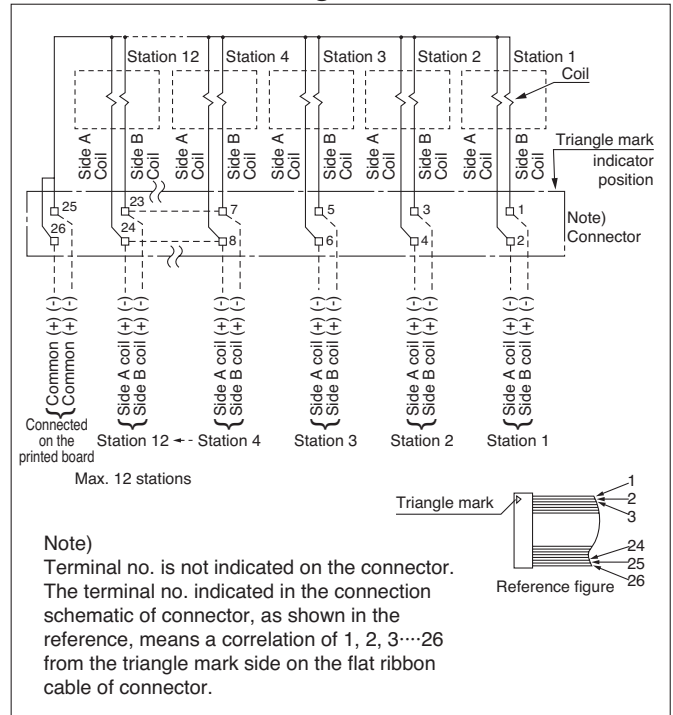 Station 12 Station 4 Station 3 Station 2 Station 1
Coil
Side A Coil Side B Coil Side A Coil Side B Coil Side A Coil Side B Coil Side A Coil Side B Coil Side A Coil Side B Coil
Triangle mark
indicator
position
25 23 7 5 3 1
26 24 8 6 4 2
Note)
Connector
Common (+) (-)
Common (+) (-)
Side A coil (+) (-)
Side B coil (+) (-)
Side A coil (+) (-)
Side B coil (+) (-)
Side A coil (+) (-)
Side B coil (+) (-)
Side A coil (+) (-)
Side B coil (+) (-)
Side A coil (+) (-)
Side B coil (+) (-)
Connected
on the
printed board
Station 12 Station 4 Station 3 Station 2 Station 1
Max. 12 stations
Triangle mark
1
2
3
24
25
26
Reference figure
Note)
Terminal no. is not indicated on the connector.
The terminal no. indicated in the connection
schematic of connector, as shown in the
reference, means a correlation of 1, 2, 3····26
from the triangle mark side on the flat ribbon
cable of connector.